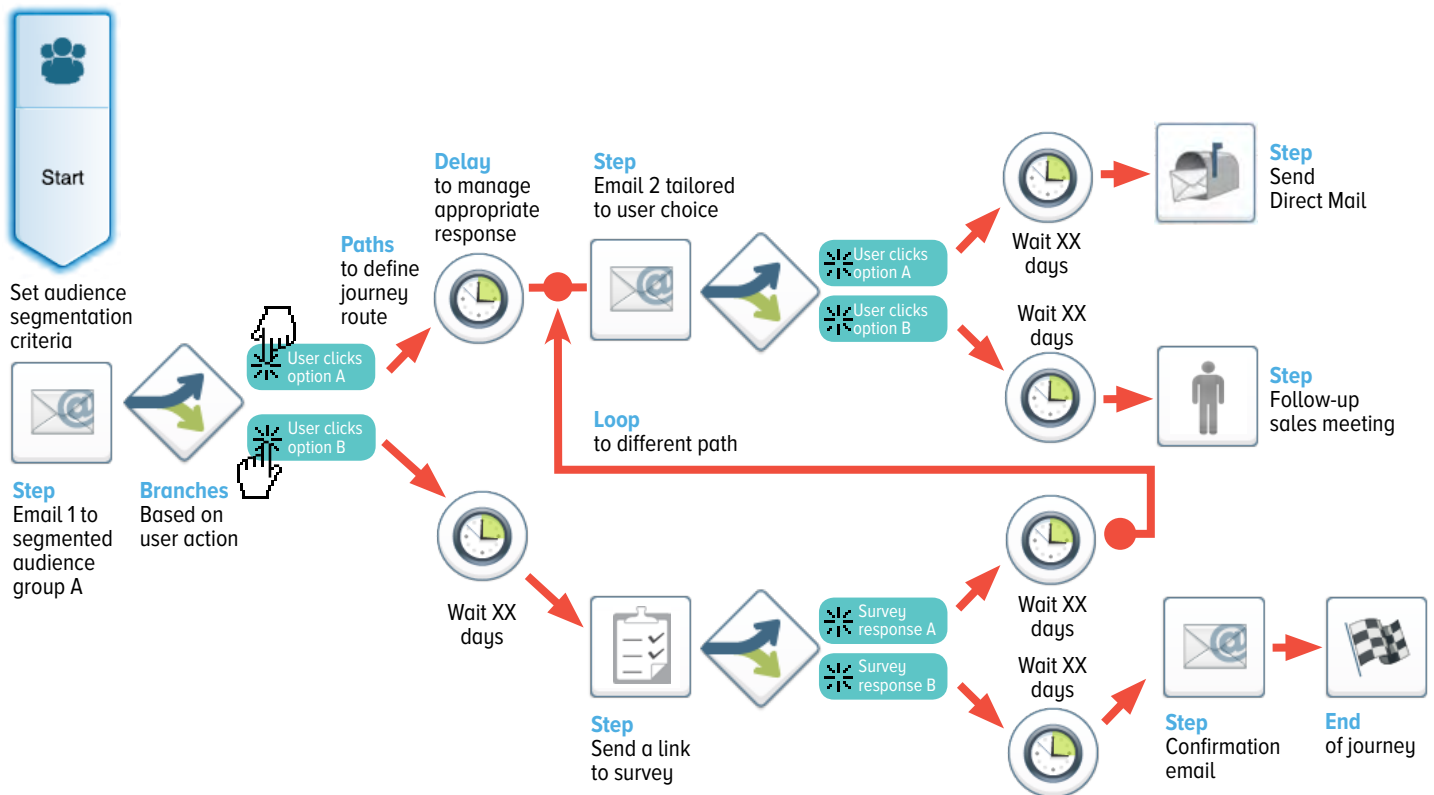 Start
Set audience
segmentation
criteria
Step
Email 1 to
segmented
audience
group A
Branches
Based on
user action
User clicks
option A
User clicks
option B
Paths
to define
journey
route
Delay
to manage
appropriate
response
Step
Email 2 tailored
to user choice
User clicks
option A
User clicks
option B
Wait XX
days
Step
Send
Direct Mail
Wait XX
days
Step
Follow-up
sales meeting
Loop
to different path
Wait XX
days
Step
Send a link
to survey
Survey
response A
Survey
response B
Wait XX
days
Wait XX
days
Step
Confirmation
email
End
of journey